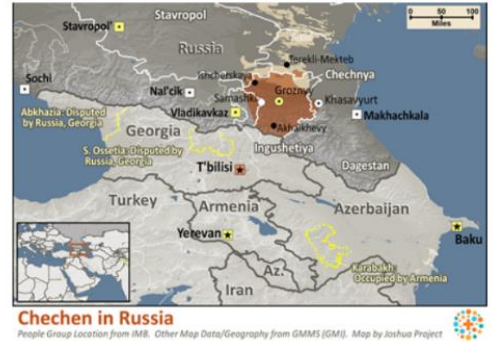 Stavropol
0 50 100
Miles
Stavropol'
Russia
Terekli-Mekteb
Sochi
Ishcherskaya
Chechnya
Nal'cik
Groznyy
Samashki
Khasavyurt
Abkhazia: Disputed
by Russia, Georgia
Vladikavkaz
Makhachkala
Georgia
Ingushetiya
S. Ossetia: Disputed by
Russia, Georgia
Dagestan
T'bilisi
Turkey
Armenia
Azerbaijan
Yerevan
Baku
Karabakh:
Occupied by Armenia
Az.
Iran
Chechen in Russia
People Group Location from IMB. Other Map Data/Geography from GMMS (GMI). Map by Joshua Project